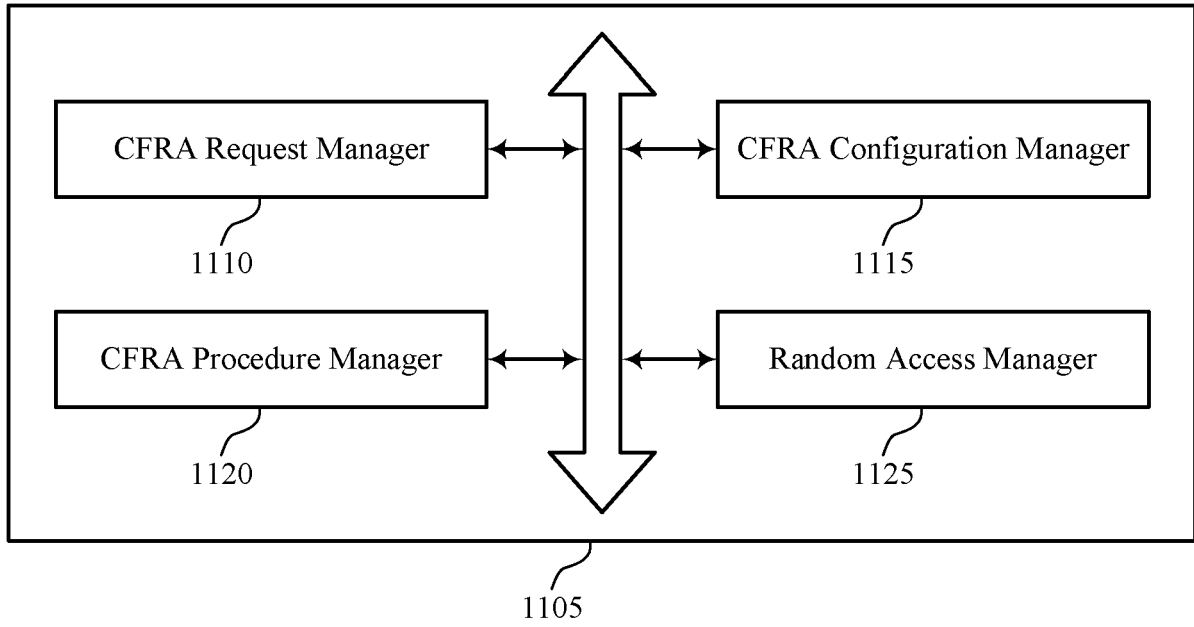 CFRA Request Manager
1110
CFRA Configuration Manager
1115
CFRA Procedure Manager
1120
Random Access Manager
1125
1105